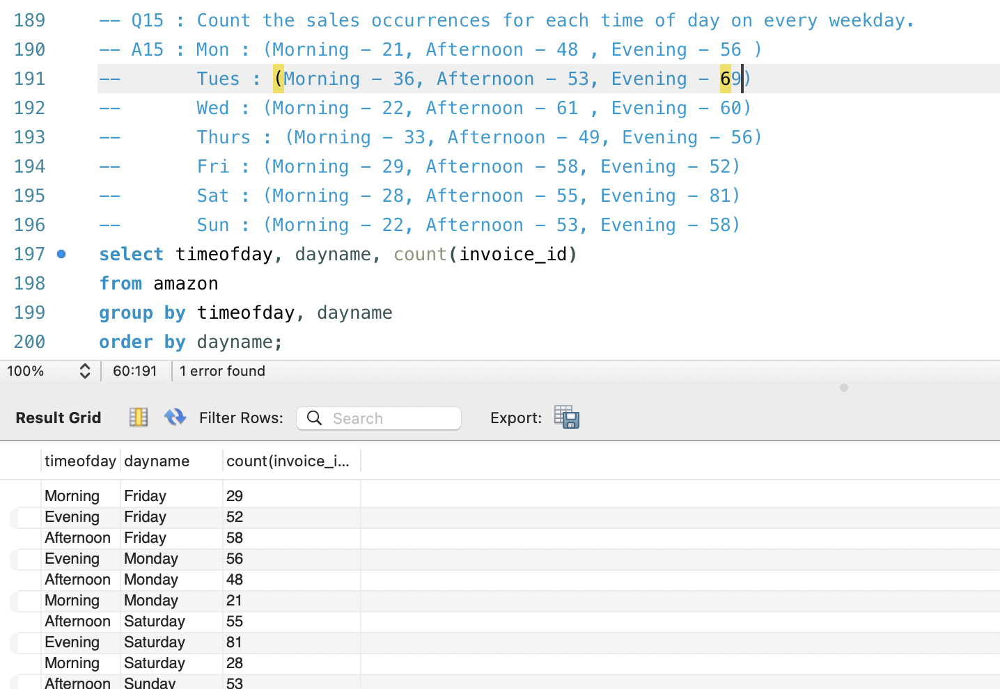 189 -- Q15 : Count the sales occurrences for each time of day on every weekday.
190 -- A15 : Mon : (Morning - 21, Afternoon - 48 , Evening - 56 )
191 -- Tues : (Morning - 36, Afternoon - 53, Evening - 69)
192 -- Wed : (Morning - 22, Afternoon - 61 , Evening - 60)
193 -- Thurs : (Morning - 33, Afternoon - 49, Evening - 56)
194 -- Fri : (Morning - 29, Afternoon - 58, Evening - 52)
195 -- Sat : (Morning - 28, Afternoon - 55, Evening - 81)
196 -- Sun : (Morning - 22, Afternoon - 53, Evening - 58)
197 select timeofday, dayname, count(invoice_id)
198 from amazon
199 group by timeofday, dayname
200 order by dayname;
100% 60:191 1 error found
Result Grid Filter Rows: Search Export:
timeofday dayname count(invoice_i...
Morning Friday 29
Evening Friday 52
Afternoon Friday 58
Evening Monday 56
Afternoon Monday 48
Morning Monday 21
Afternoon Saturday 55
Evening Saturday 81
Morning Saturday 28
Afternoon Sunday 53